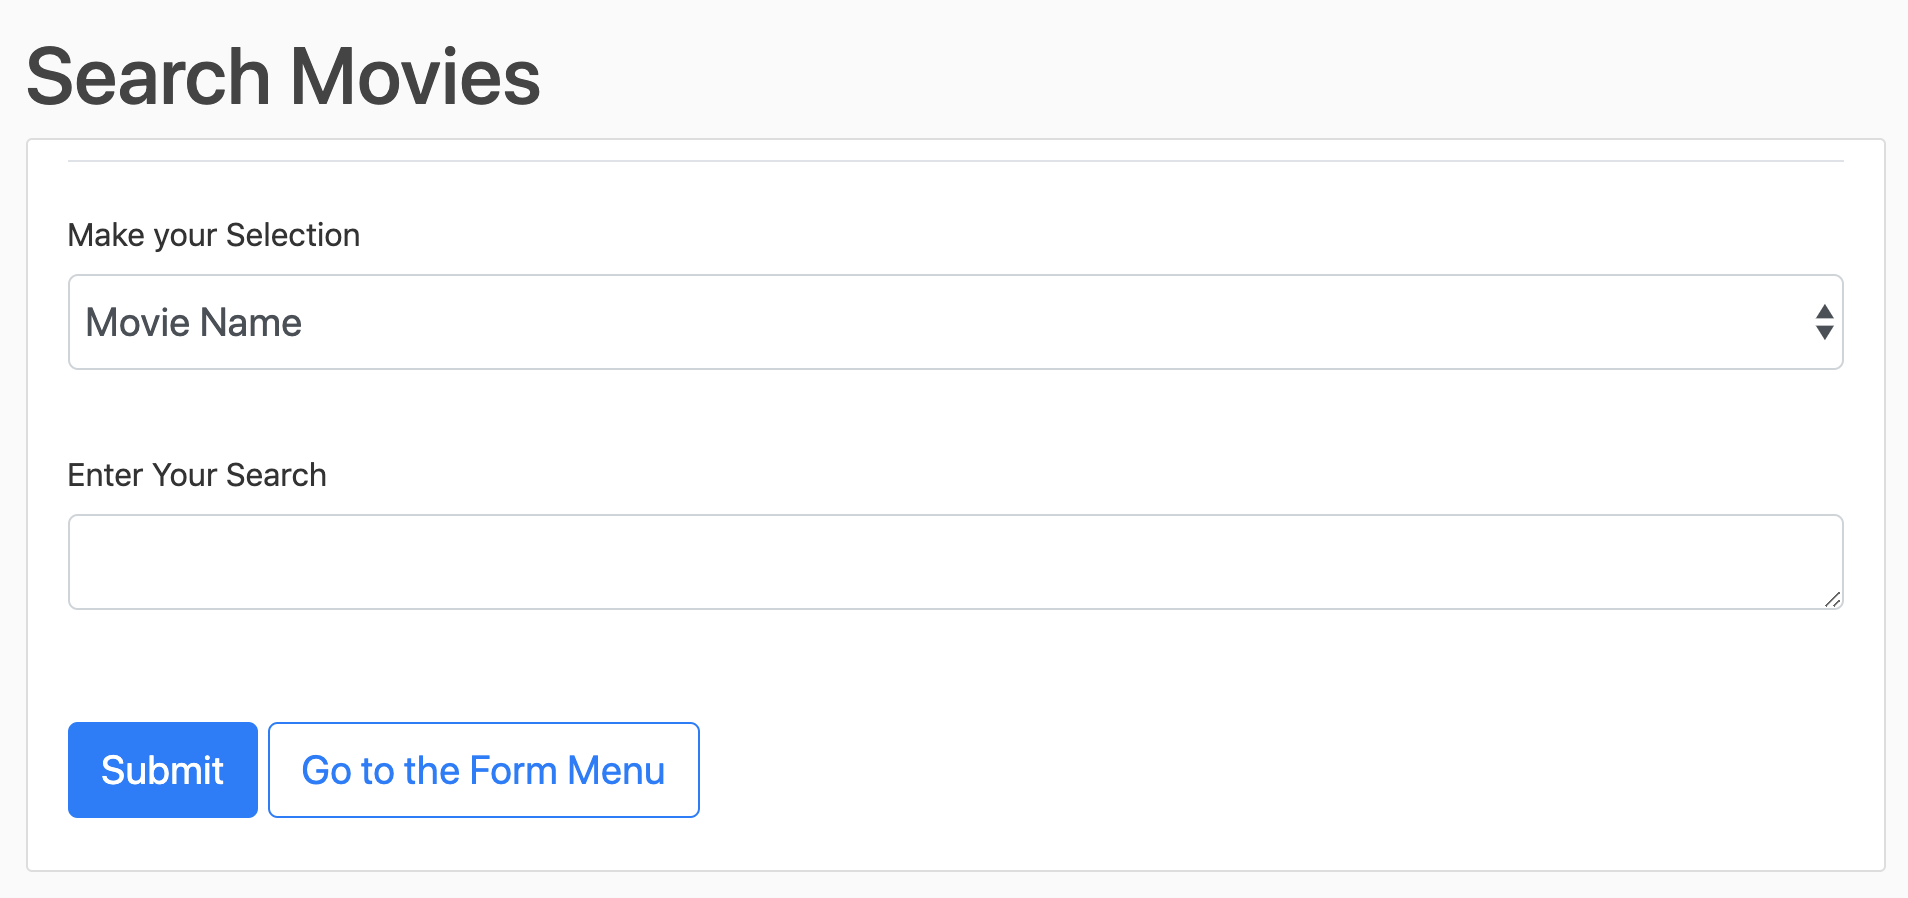 Search Movies
Make your Selection
Movie Name
Enter Your Search
Submit
Go to the Form Menu